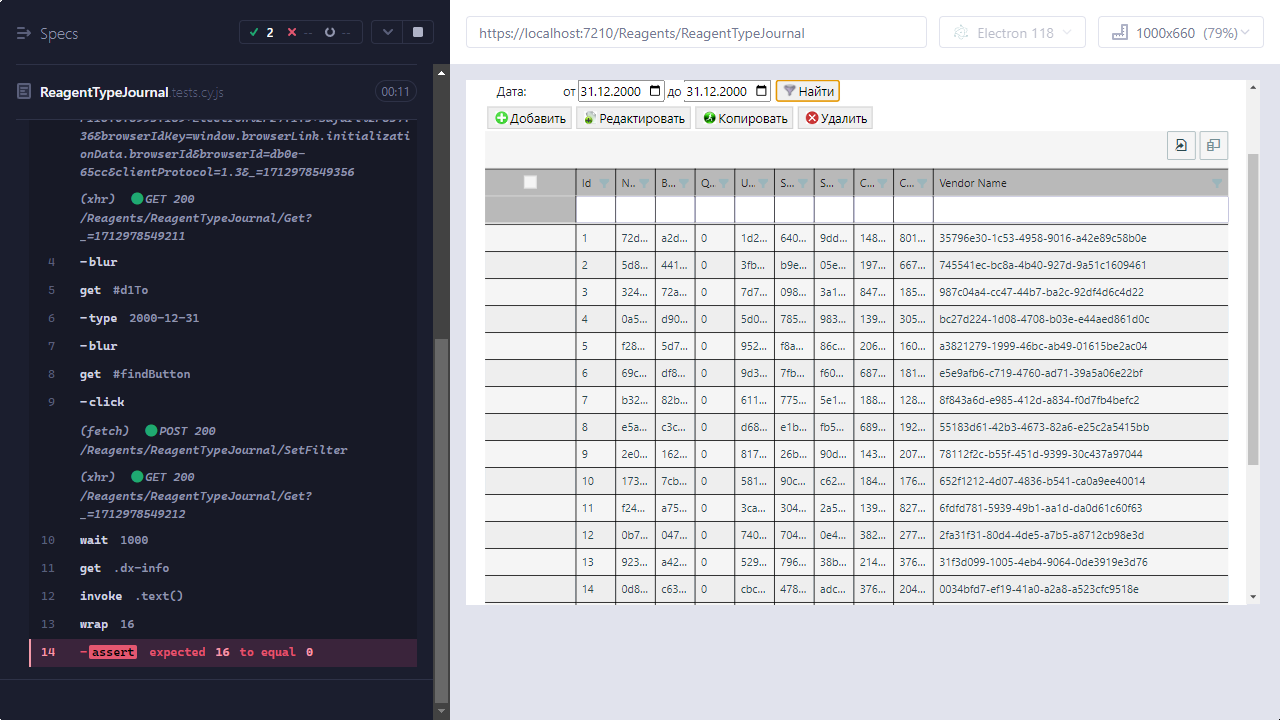 Specs
2 -- --
https://localhost:7210/Reagents/ReagentTypeJournal
Electron 118
1000x660 (79%)
ReagentTypeJournal.tests.cy.js
00:11
36&browserIdKey=window.browserLink.initializati
onData.browserId&browserId=db0e-
65cc&clientProtocol=1.3&_=1712978549356
(xhr) GET 200
/Reagents/ReagentTypeJournal/Get?
_=1712978549211
4 -blur
5 get #d1To
6 -type 2000-12-31
7 -blur
8 get #findButton
9 -click
(fetch) POST 200
/Reagents/ReagentTypeJournal/SetFilter
(xhr) GET 200
/Reagents/ReagentTypeJournal/Get?
_=1712978549212
10 wait 1000
11 get .dx-info
12 invoke .text()
13 wrap 16
14 -assert expected 16 to equal 0
Дата: от 31.12.2000 до 31.12.2000 Найти
Добавить Редактировать Копировать Удалить
Id N.. B... Q.. U... S... S... C... C... Vendor Name
1 72d... a2d... 0 1d2... 640... 9dd... 148... 801... 35796e30-1c53-4958-9016-a42e89c58b0e
2 5d8... 441... 0 3fb... b9e... 05e... 197... 667... 745541ec-bc8a-4b40-927d-9a51c1609461
3 324... 72a... 0 7d7... 098... 3a1... 847... 185... 987c04a4-cc47-44b7-ba2c-92df4d6c4d22
4 0a5... d90... 0 5d0... 785... 983... 139... 305... bc27d224-1d08-4708-b03e-e44aed861d0c
5 f28... 5d7... 0 952... f8a... 86c... 206... 160... a3821279-1999-46bc-ab49-01615be2ac04
6 69c... df8... 0 9d3... 7fb... f60... 687... 181... e5e9afb6-c719-4760-ad71-39a5a06e22bf
7 b32... 82b... 0 611... 775... 5e1... 188... 128... 8f843a6d-e985-412d-a834-f0d7fb4befc2
8 e5a... c3c... 0 d68... e1b... fb5... 689... 192... 55183d61-42b3-4673-82a6-e25c2a5415bb
9 2e0... 162... 0 817... 26b... 90d... 143... 207... 78112f2c-b55f-451d-9399-30c437a97044
10 173... 7cb... 0 581... 90c... c62... 184... 176... 652f1212-4d07-4836-b541-ca0a9ee40014
11 f24... a75... 0 3ca... 304... 2a5... 139... 827... 6fdfd781-5939-49b1-aa1d-da0d61c60f63
12 0b7... 047... 0 740... 704... 0e4... 382... 277... 2fa31f31-80d4-4de5-a7b5-a8712cb98e3d
13 923... a42... 0 529... 796... 38b... 214... 376... 31f3d099-1005-4eb4-9064-0de3919e3d76
14 0d8... c63... 0 cbc... 478... adc... 376... 204... 0034bfd7-ef19-41a0-a2a8-a523cfc9518e